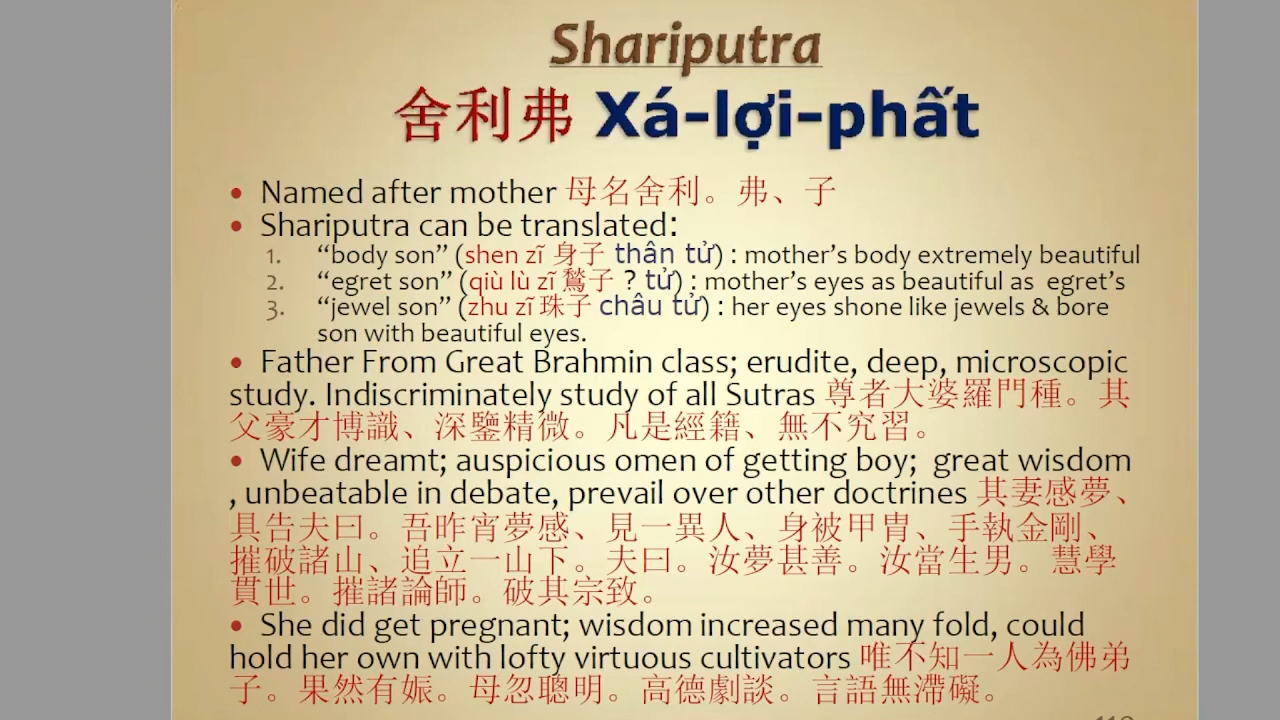 Shariputra
舍利弗 Xá-lợi-phất
• Named after mother 母名舍利。弗、子
• Shariputra can be translated:
1. “body son” (shen zĩ 身子 thân tử) : mother’s body extremely beautiful
2. “egret son” (qiù lù zĩ 鶖子 ? tử) : mother’s eyes as beautiful as egret’s
3. “jewel son” (zhu zĩ 珠子 châu tử) : her eyes shone like jewels & bore
son with beautiful eyes.
• Father From Great Brahmin class; erudite, deep, microscopic
study. Indiscriminately study of all Sutras 尊者大婆羅門種。其
父豪才博識、深鑒精微。凡是經籍、無不究習。
• Wife dreamt; auspicious omen of getting boy; great wisdom
, unbeatable in debate, prevail over other doctrines 其妻感夢、
具告夫曰。吾昨宵夢感、見一異人、身被甲冑、手執金剛、
摧破諸山、追立一山下。夫曰。汝夢甚善。汝當生男。慧學
貫世。摧諸論師。破其宗致。
• She did get pregnant; wisdom increased many fold, could
hold her own with lofty virtuous cultivators 唯不知一人為佛弟
子。果然有娠。母忽聰明。高德劇談。言語無滯礙。